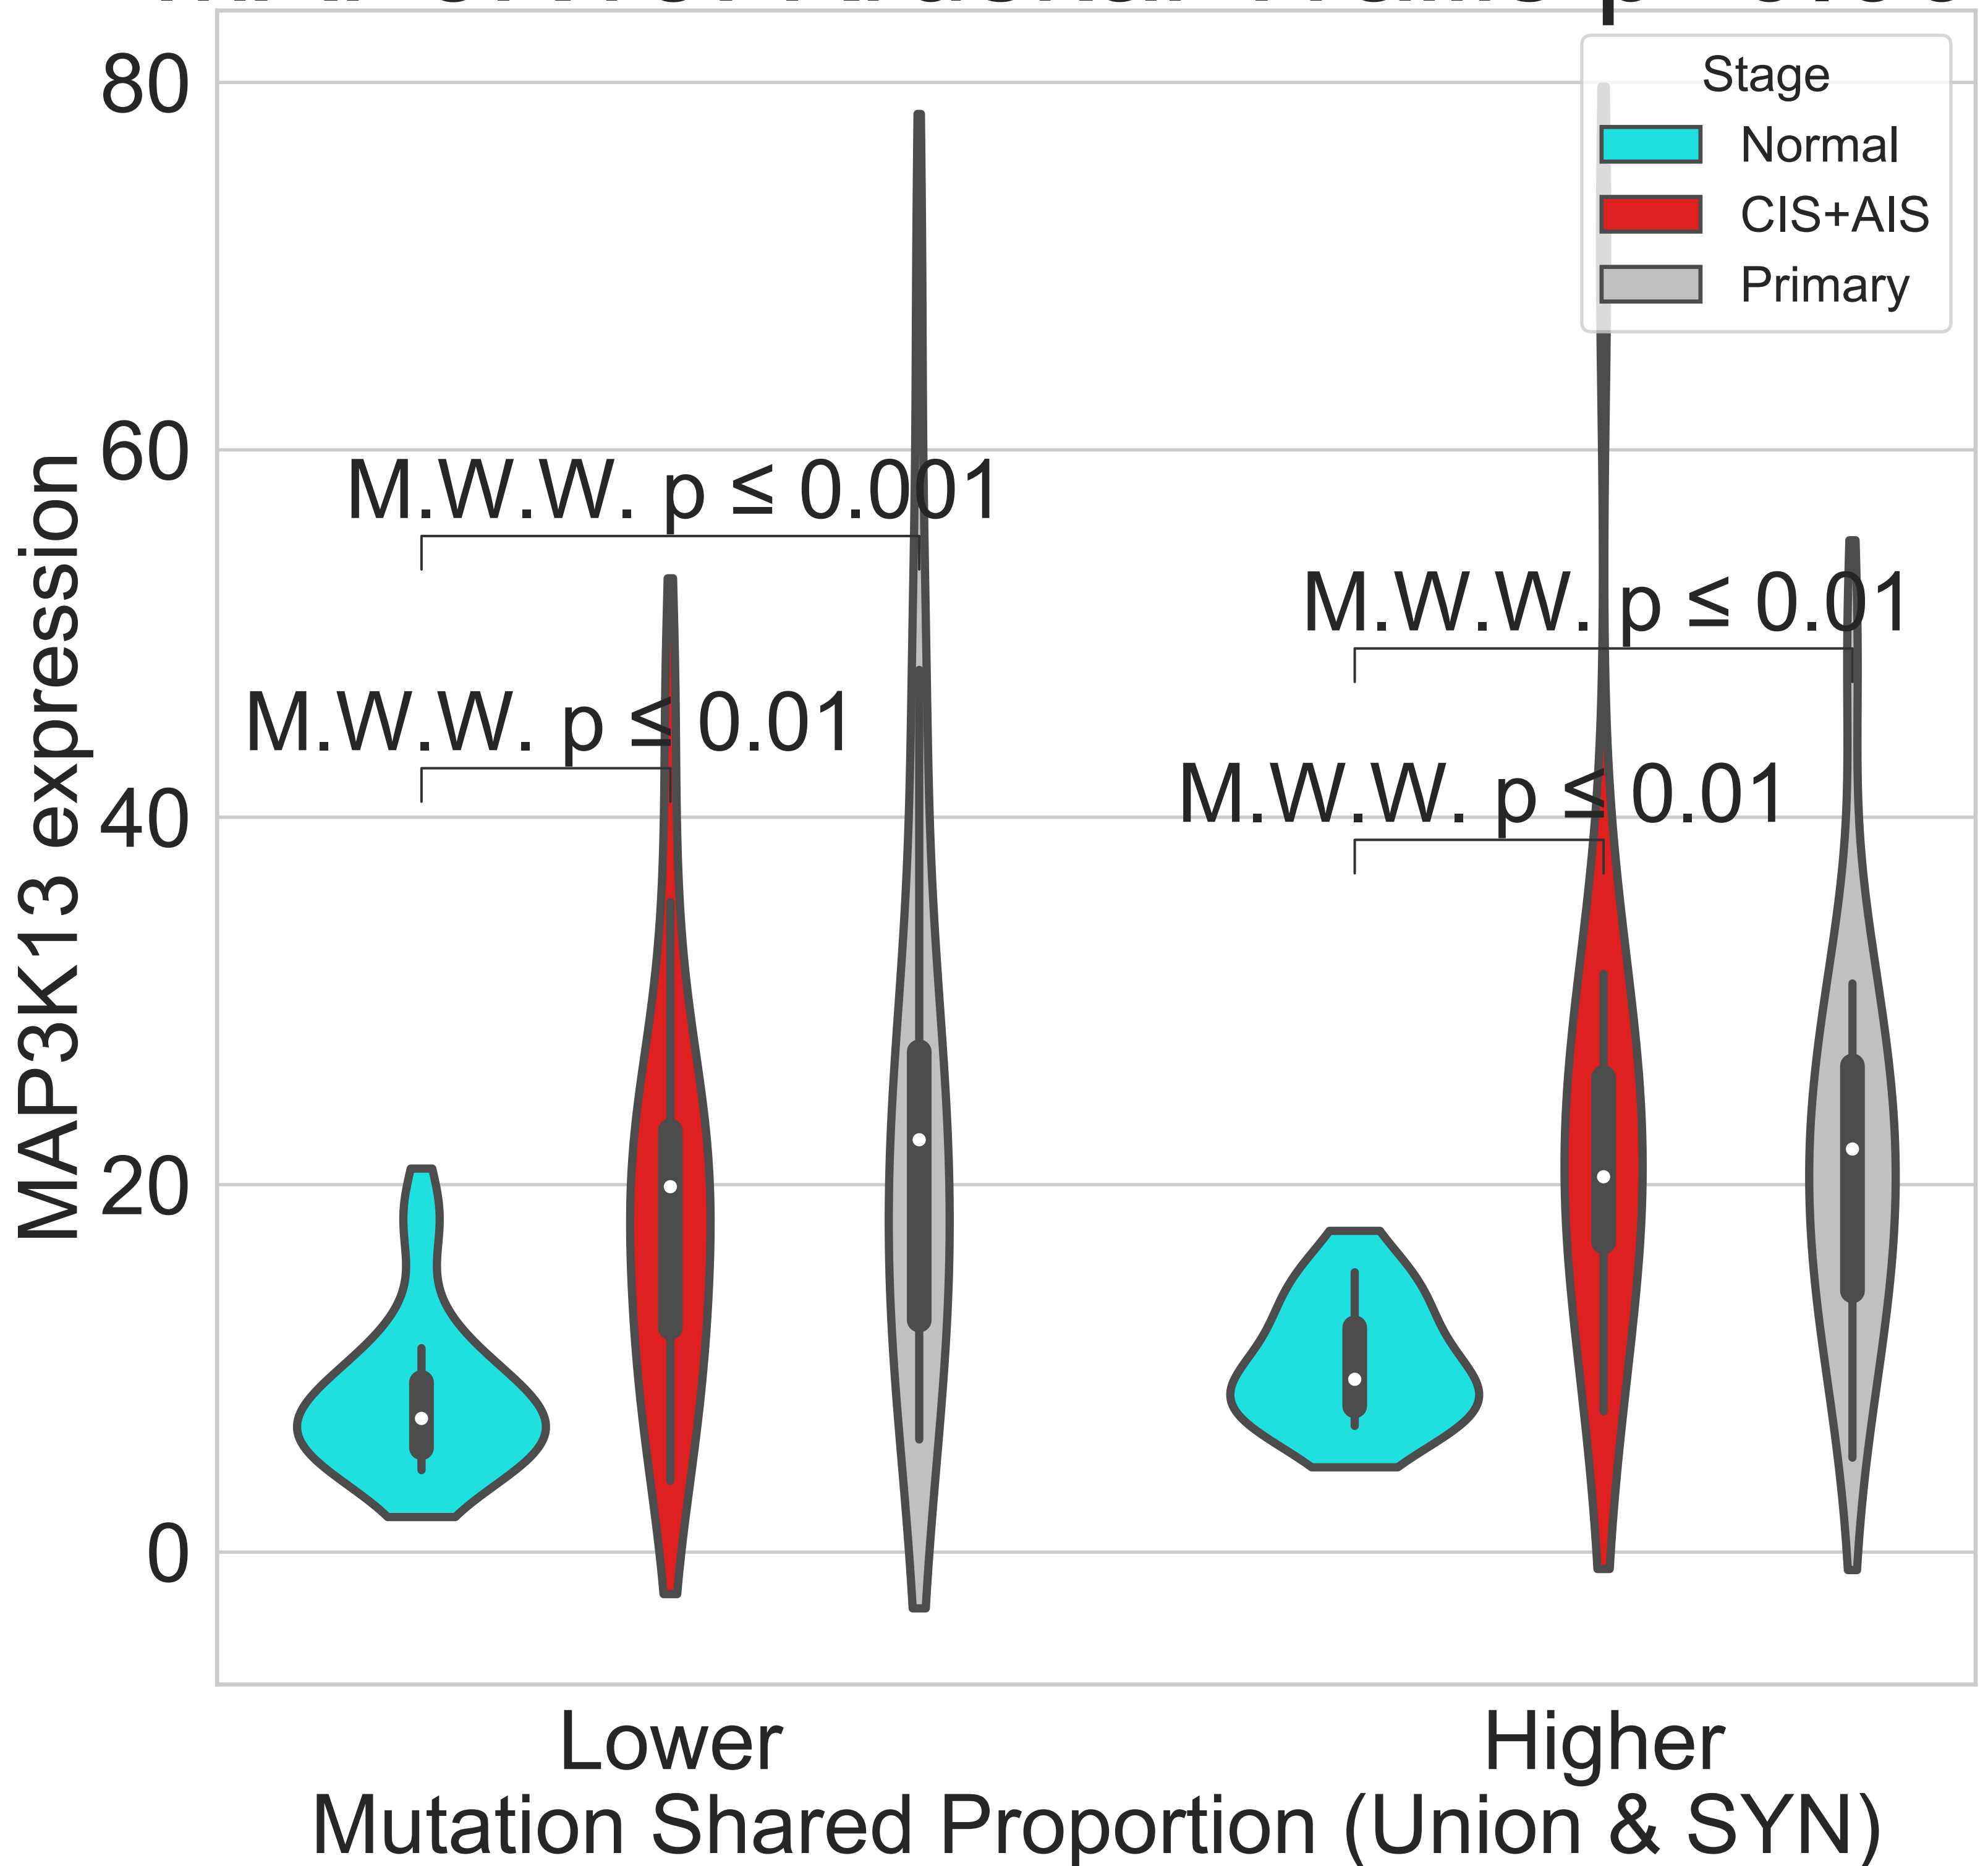 Stage
Normal
CIS+AIS
Primary
80
60
40
20
0
MAP3K13 expression
M.W.W. p ≤ 0.001
M.W.W. p ≤ 0.01
M.W.W. p ≤ 0.01
M.W.W. p ≤ 0.01
Lower
Higher
Mutation Shared Proportion (Union & SYN)